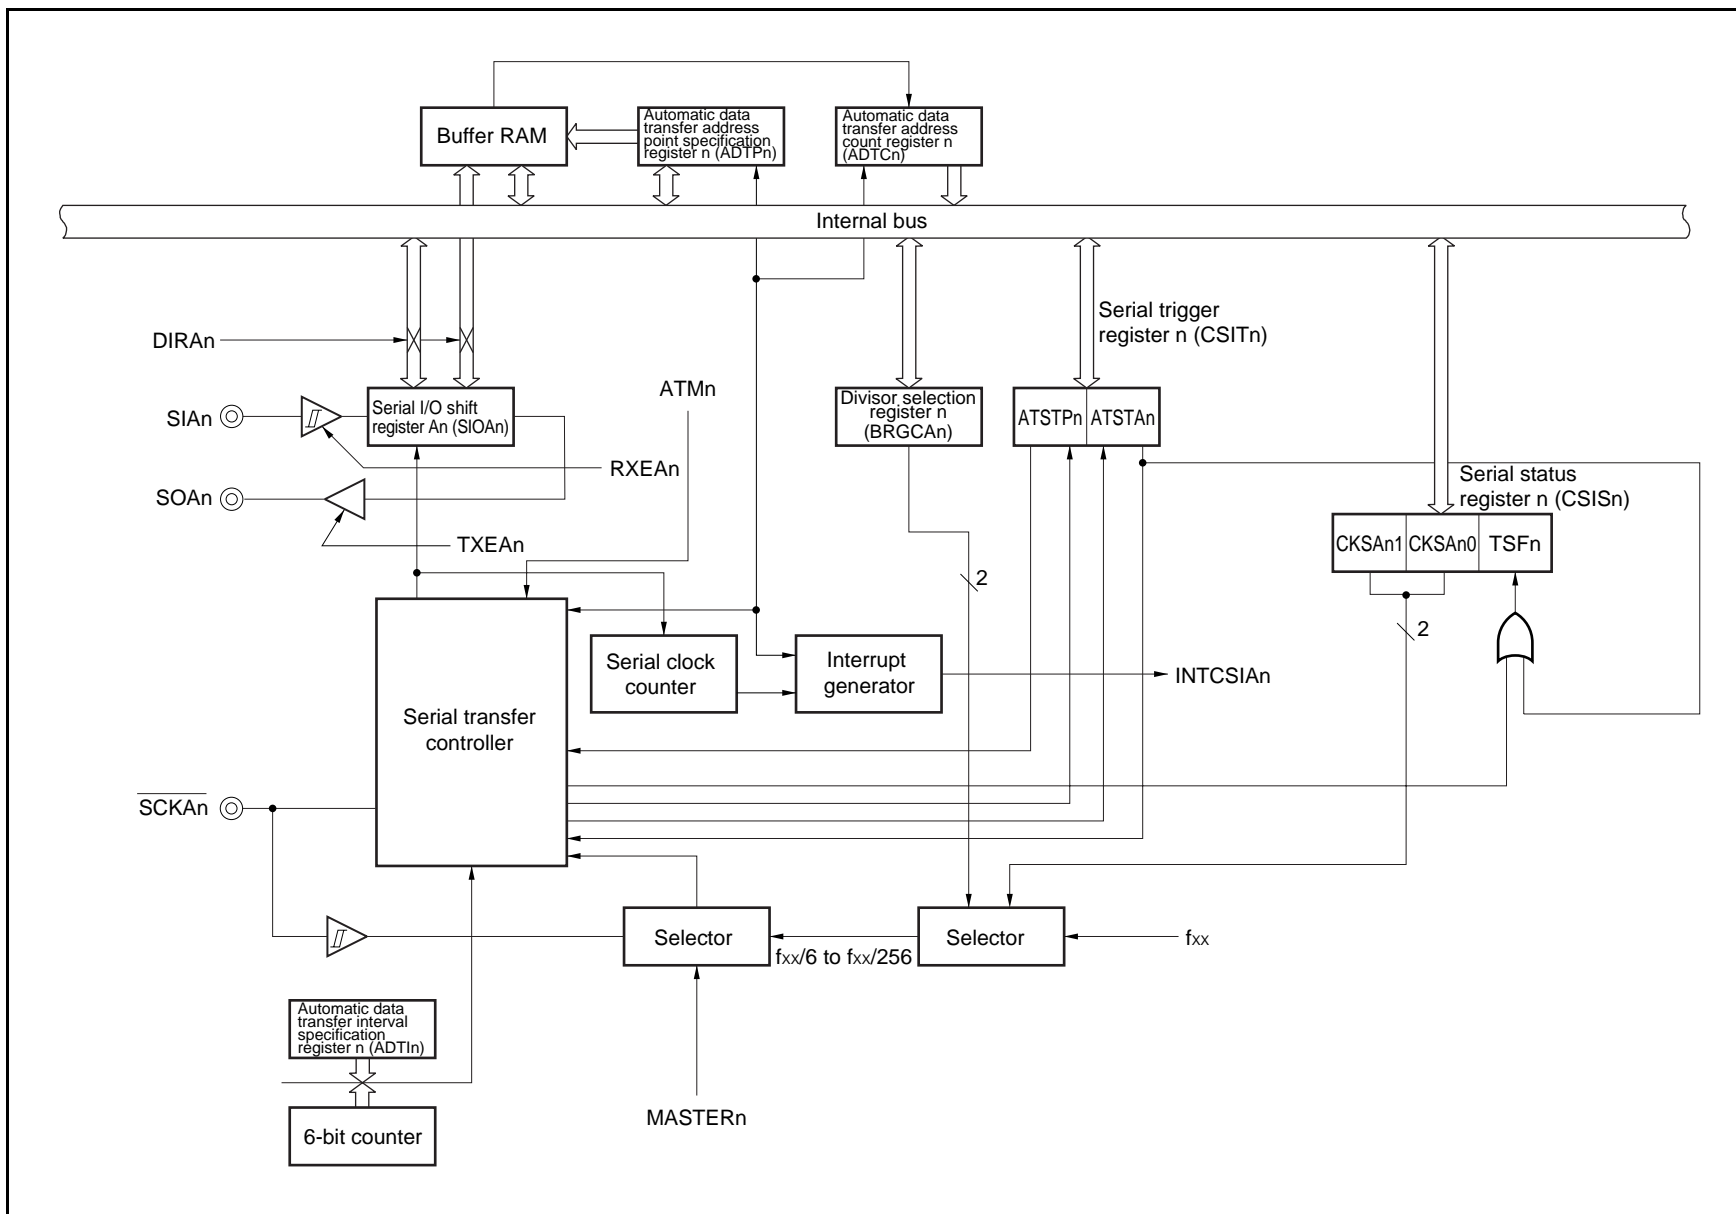 Buffer RAM
Automatic data
transfer address
point specification
register n (ADTPn)
Automatic data
transfer address
count register n
(ADTCn)
Internal bus
DIRAn
Serial trigger
register n (CSITn)
SIAn
Serial I/O shift
register An (SIOAn)
ATMn
Divisor selection
register n
(BRGCAn)
ATSTPn ATSTAn
RXEAn
SOAn
TXEAn
Serial status
register n (CSISn)
CKSAn1 CKSAn0 TSFn
2
2
Serial clock
counter
Interrupt
generator
INTCSIAn
Serial transfer
controller
SCKAn
Selector
fxx/6 to fxx/256
Selector
fxx
Automatic data
transfer interval
specification
register n (ADTIn)
6-bit counter
MASTERn